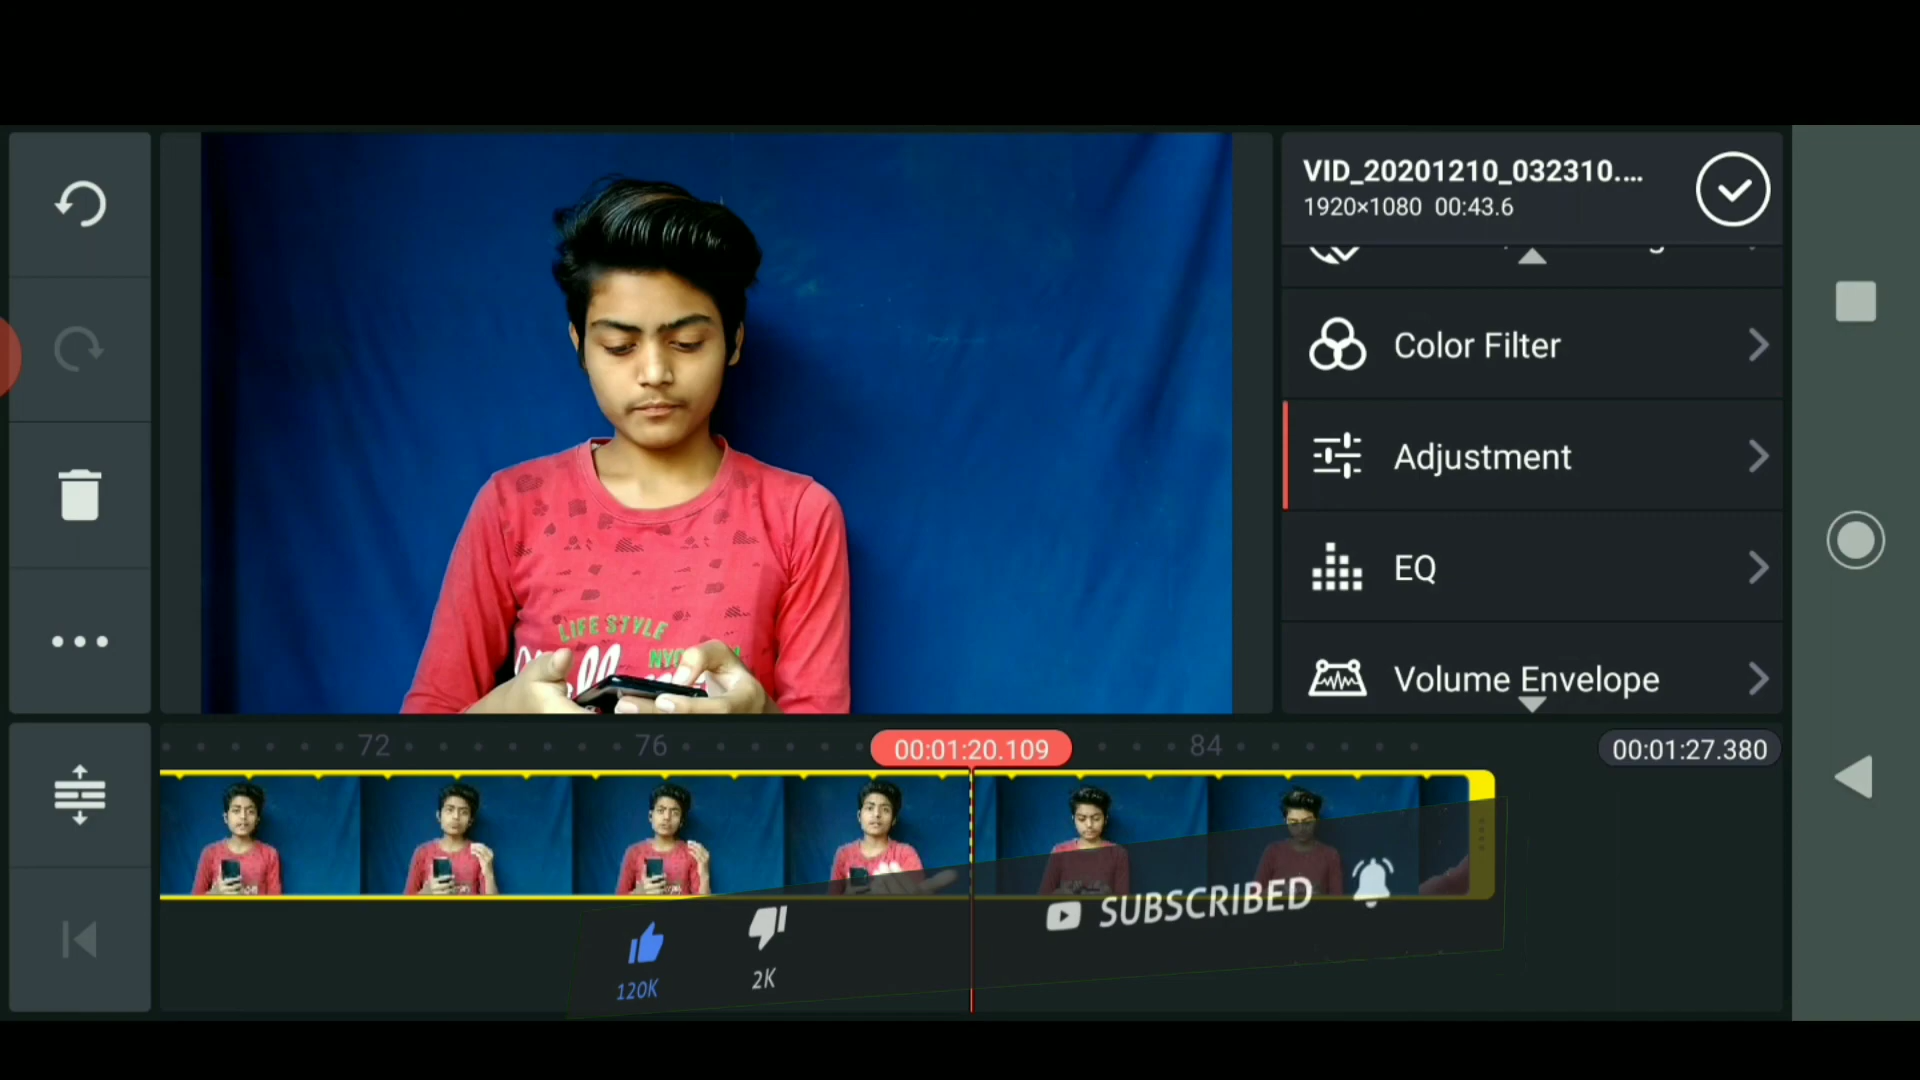 VID_20201210_032310....
1920×1080 00:43.6
Color Filter
Adjustment
EQ
Volume Envelope
LIFE STYLE
72
76
00:01:20.109
84
00:01:27.380
SUBSCRIBED
120K
2K